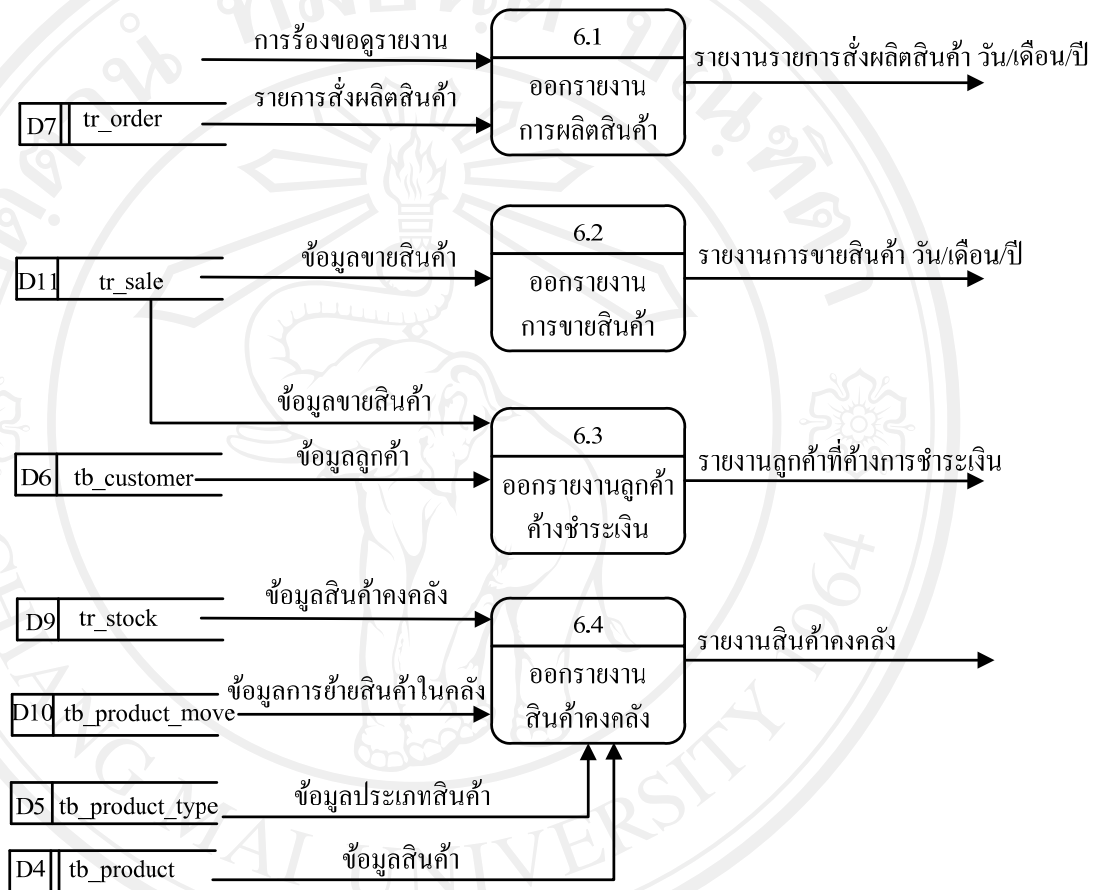 การร้องขอดูรายงาน
6.1
รายงานรายการสั่งผลิตสินค้า วัน/เดือน/ปี
D7 tr_order
รายการสั่งผลิตสินค้า
ออกรายงาน
การผลิตสินค้า
6.2
D11 tr_sale
ข้อมูลขายสินค้า
รายงานการขายสินค้า วัน/เดือน/ปี
ออกรายงาน
การขายสินค้า
ข้อมูลขายสินค้า
6.3
D6 tb_customer
ข้อมูลลูกค้า
รายงานลูกค้าที่ค้างการชำระเงิน
ออกรายงานลูกค้า
ค้างชำระเงิน
D9 tr_stock
ข้อมูลสินค้าคงคลัง
6.4
รายงานสินค้าคงคลัง
ออกรายงาน
สินค้าคงคลัง
D10 tb_product_move
ข้อมูลการย้ายสินค้าในคลัง
D5 tb_product_type
ข้อมูลประเภทสินค้า
D4 tb_product
ข้อมูลสินค้า
CHIANG MAI UNIVERSITY 1964